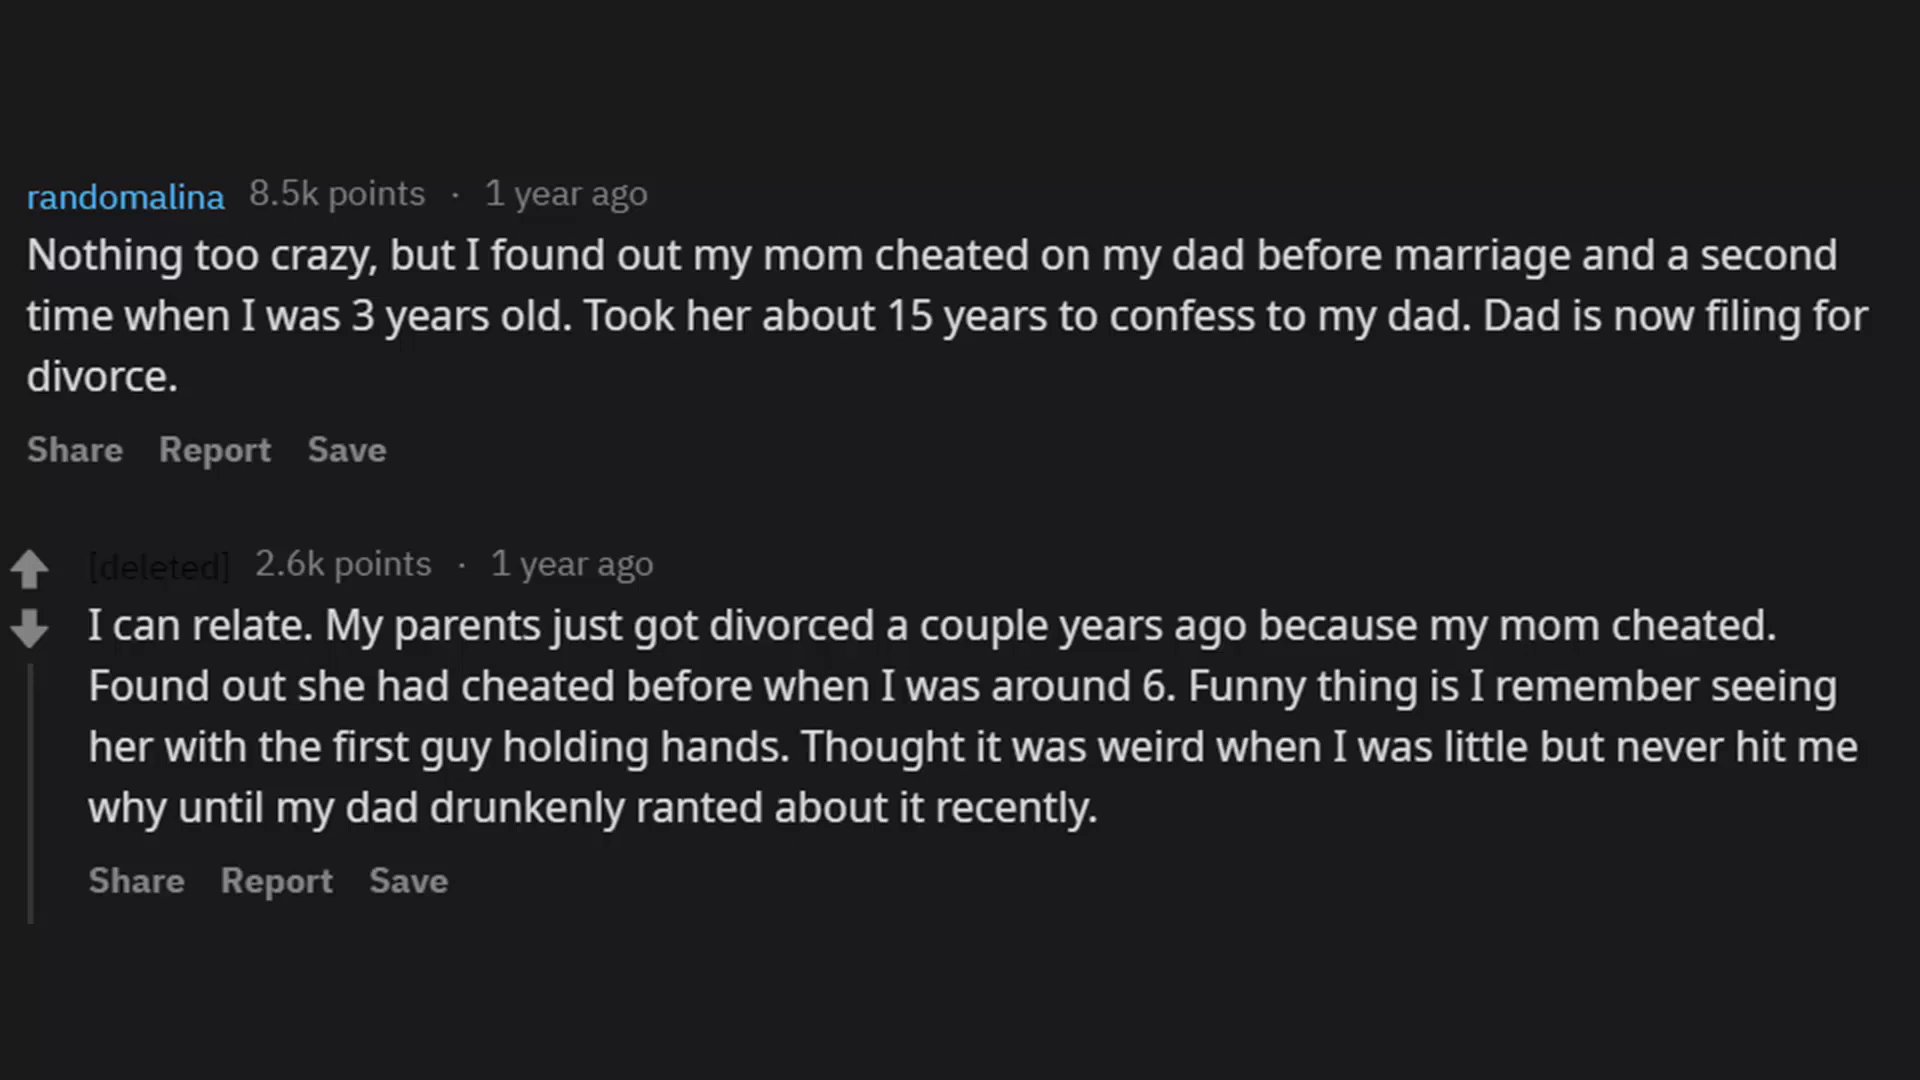 randomalina 8.5k points · 1 year ago
Nothing too crazy, but I found out my mom cheated on my dad before marriage and a second
time when I was 3 years old. Took her about 15 years to confess to my dad. Dad is now filing for
divorce.
Share Report Save
[deleted] 2.6k points · 1 year ago
I can relate. My parents just got divorced a couple years ago because my mom cheated.
Found out she had cheated before when I was around 6. Funny thing is I remember seeing
her with the first guy holding hands. Thought it was weird when I was little but never hit me
why until my dad drunkenly ranted about it recently.
Share Report Save